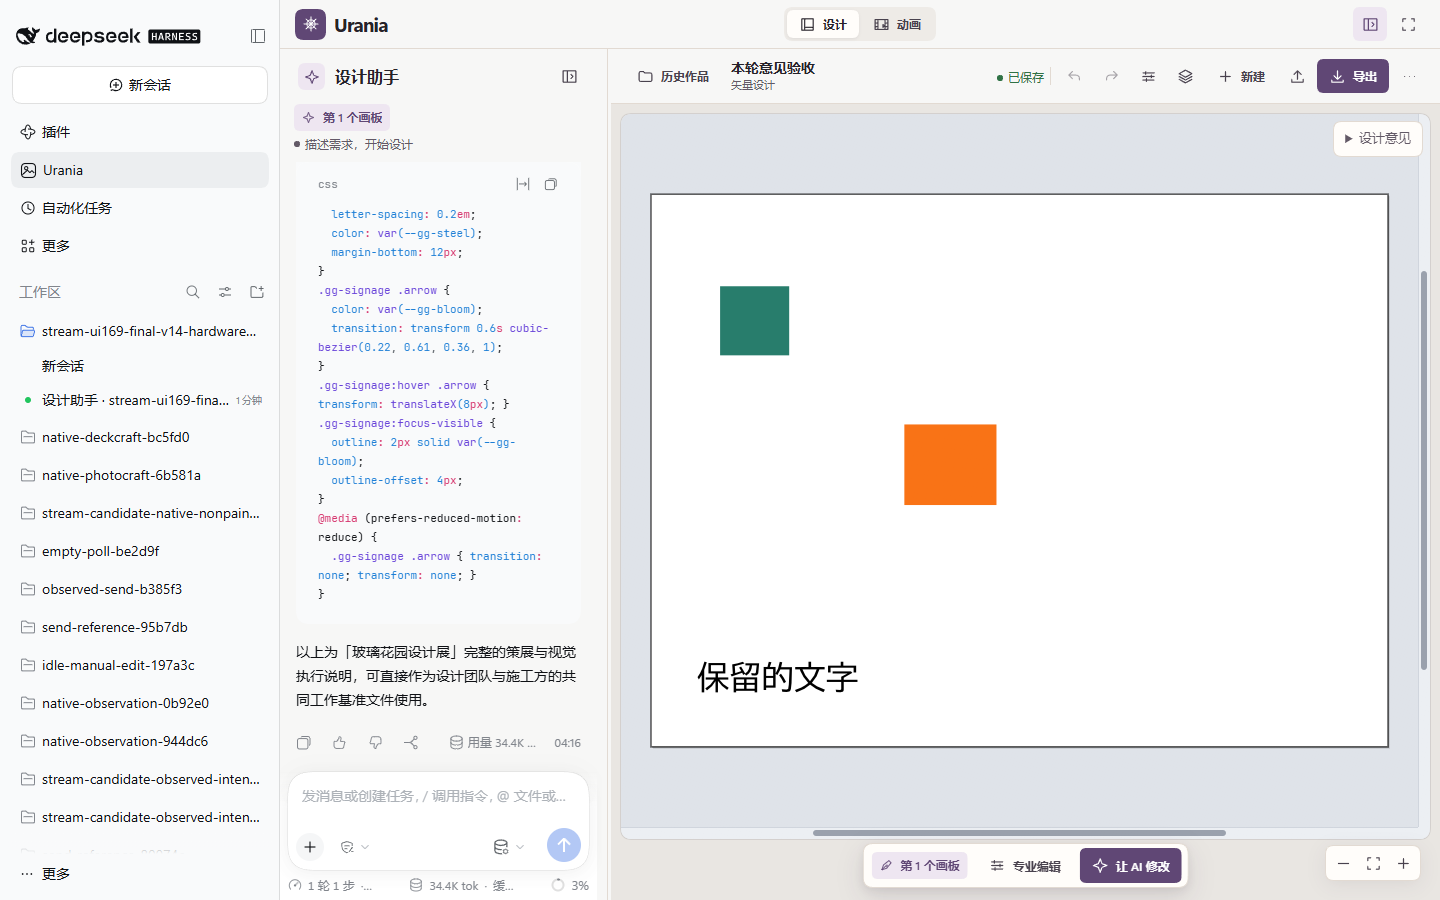 deepseek HARNESS
新会话
插件
Urania
自动化任务
更多
工作区
stream-ui169-final-v14-hardware...
新会话
设计助手 · stream-ui169-fina... 1分钟
native-deckcraft-bc5fd0
native-photocraft-6b581a
stream-candidate-native-nonpain...
empty-poll-be2d9f
observed-send-b385f3
send-reference-95b7db
idle-manual-edit-197a3c
native-observation-0b92e0
native-observation-944dc6
stream-candidate-observed-inten...
stream-candidate-observed-inten...
更多
Urania
设计
动画
设计助手
第 1 个画板
描述需求，开始设计
css
letter-spacing: 0.2em;
color: var(--gg-steel);
margin-bottom: 12px;
}
.gg-signage .arrow {
color: var(--gg-bloom);
transition: transform 0.6s cubic-
bezier(0.22, 0.61, 0.36, 1);
}
.gg-signage:hover .arrow {
transform: translateX(8px); }
.gg-signage:focus-visible {
outline: 2px solid var(--gg-
bloom);
outline-offset: 4px;
}
@media (prefers-reduced-motion:
reduce) {
.gg-signage .arrow { transition:
none; transform: none; }
}
以上为「玻璃花园设计展」完整的策展与视觉
执行说明，可直接作为设计团队与施工方的共
同工作基准文件使用。
用量 34.4K ... 04:16
发消息或创建任务, / 调用指令, @ 文件或...
1 轮 1 步 ·... 34.4K tok · 缓... 3%
历史作品
本轮意见验收
矢量设计
已保存
新建
导出
设计意见
保留的文字
第 1 个画板
专业编辑
让 AI 修改